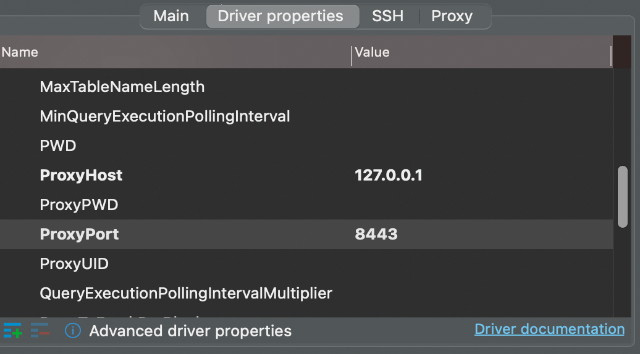 Main Driver properties SSH Proxy
Name Value
MaxTableNameLength
MinQueryExecutionPollingInterval
PWD
ProxyHost 127.0.0.1
ProxyPWD
ProxyPort 8443
ProxyUID
QueryExecutionPollingIntervalMultiplier
Advanced driver properties Driver documentation